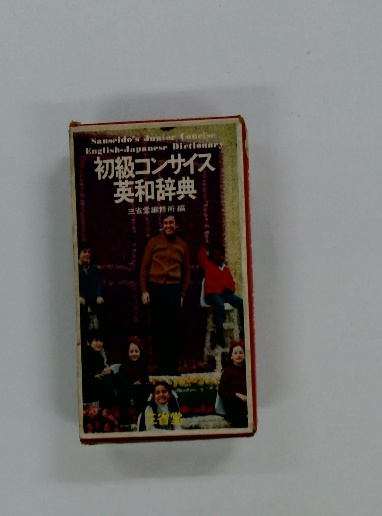 Sanseido's Junior Concise
English-Japanese Dictionary
初級コンサイス
英和辞典
三省堂編修所編
三省堂